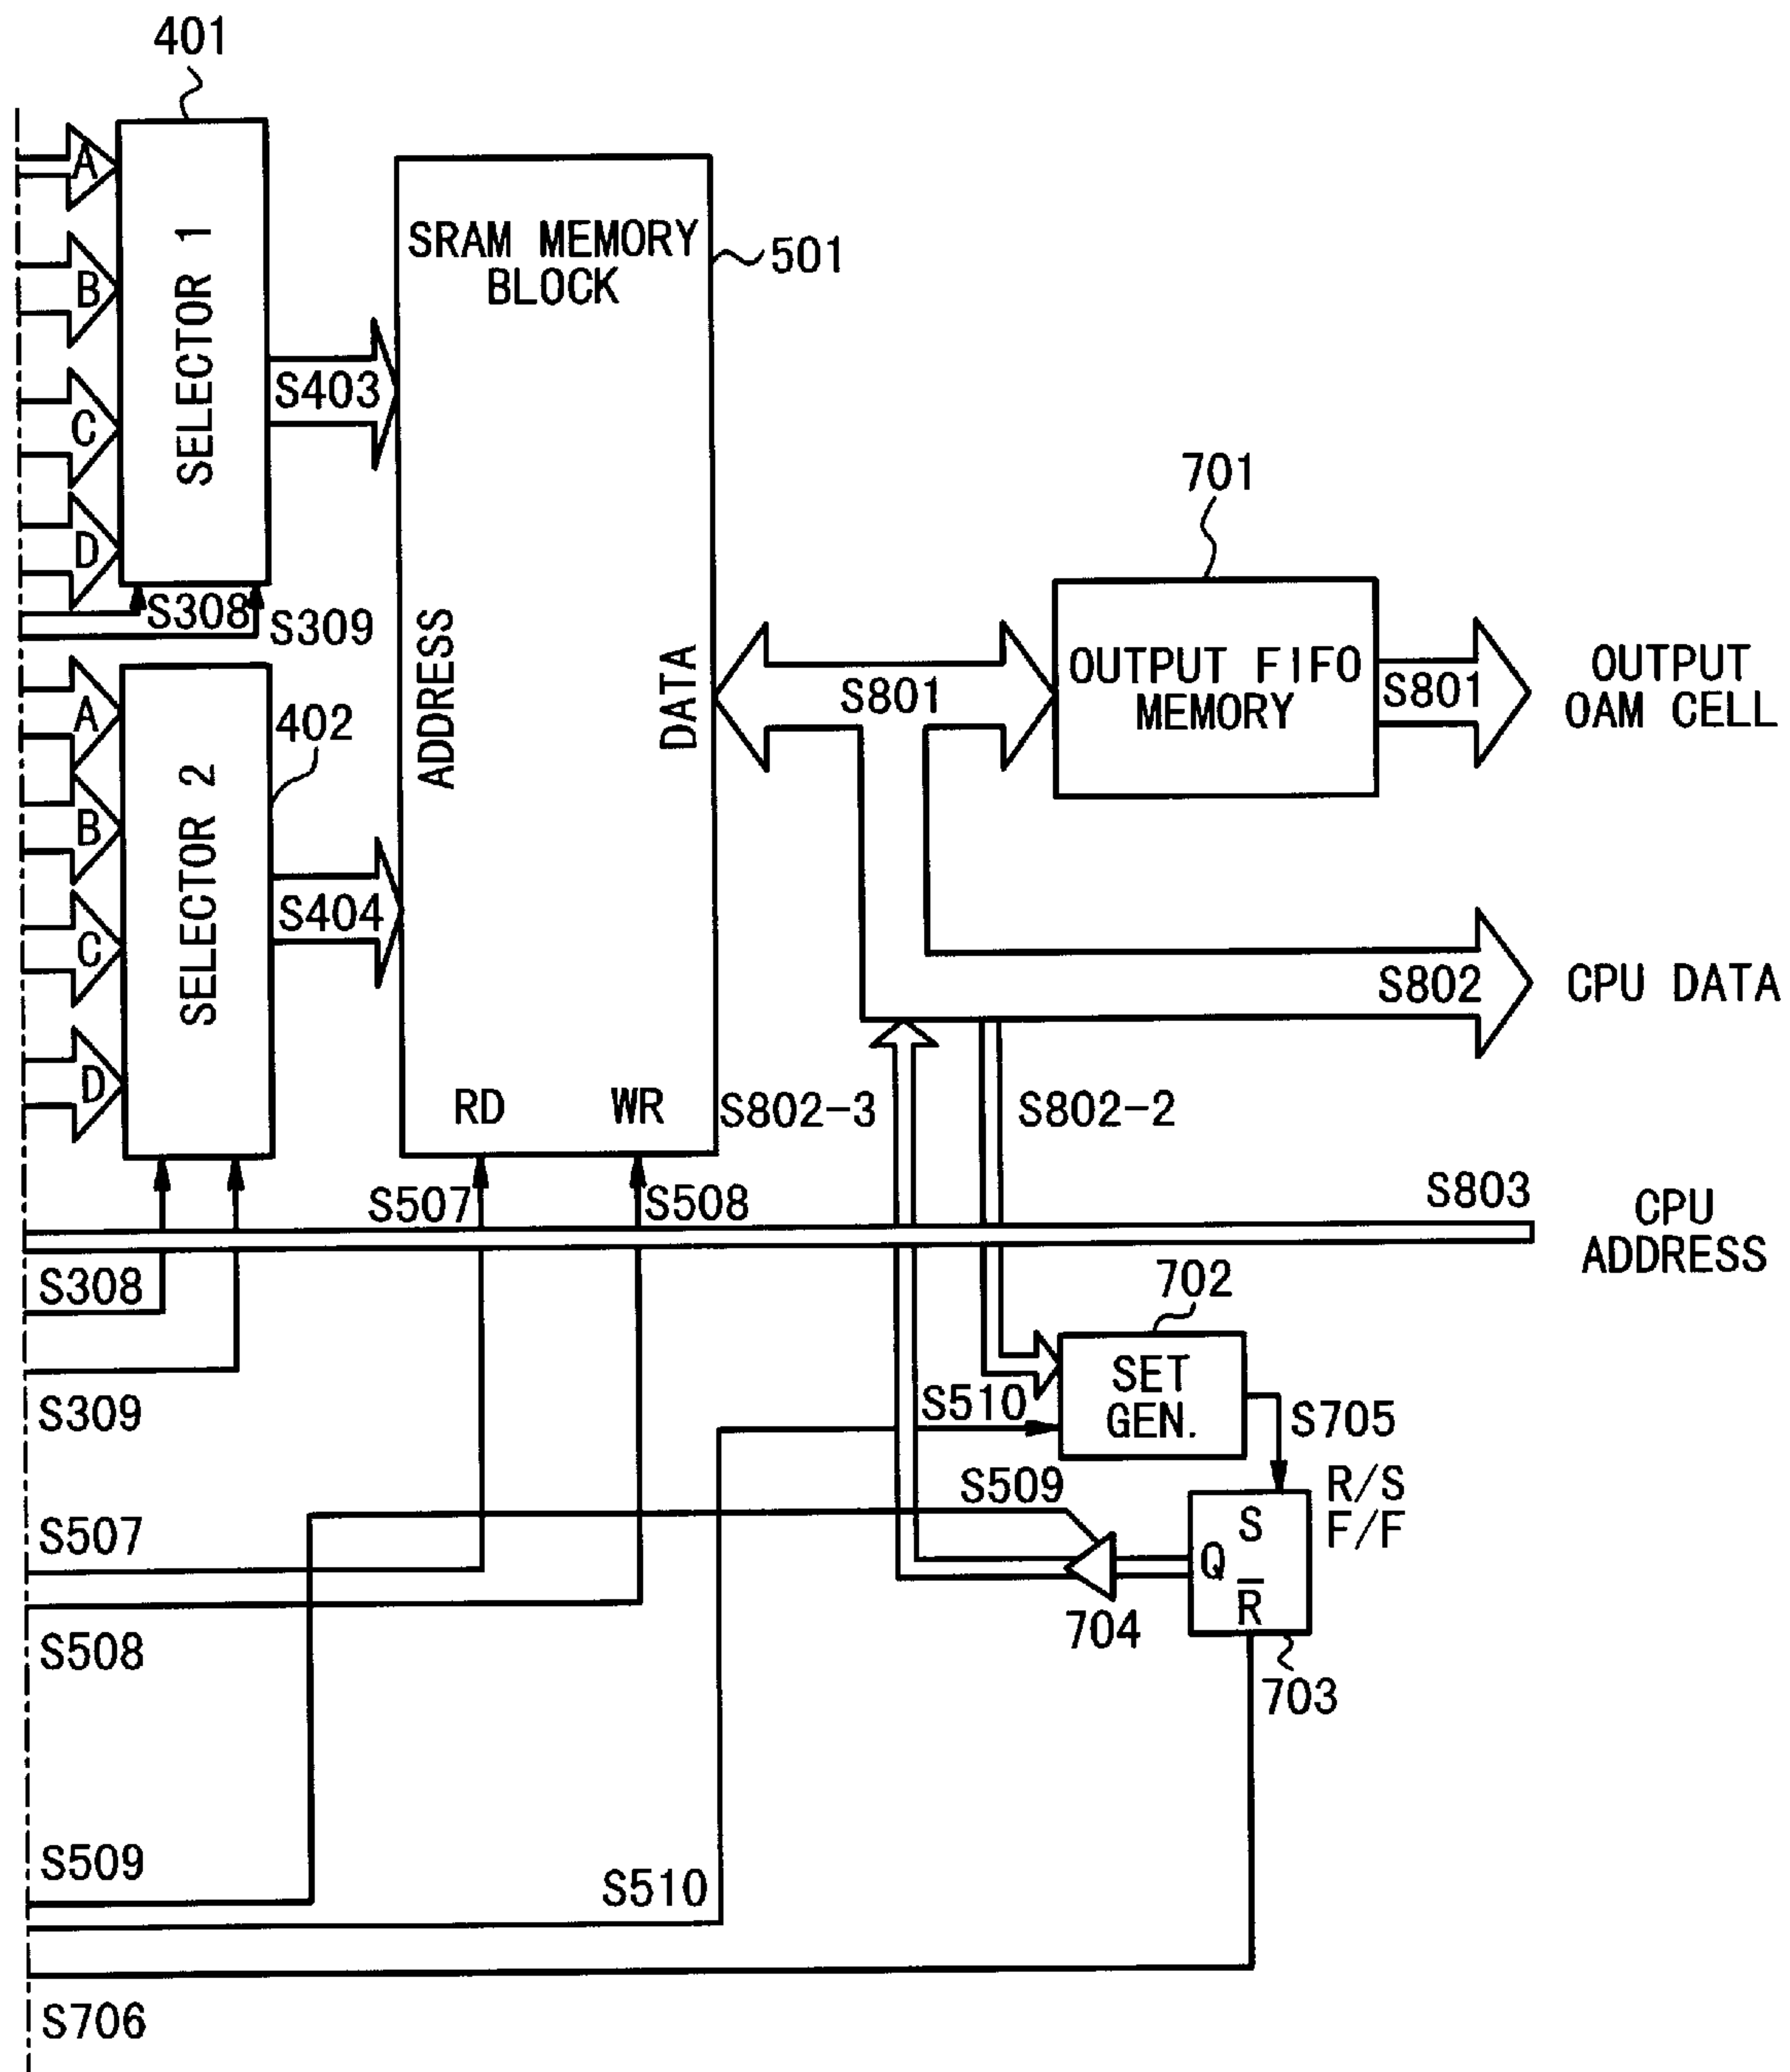 401
A
B
C
D
SELECTOR 1
S308
S309
S403
SRAM MEMORY
BLOCK
501
ADDRESS
DATA
RD
WR
A
B
C
D
SELECTOR 2
402
S404
S801
701
OUTPUT FIFO
MEMORY
S801
OUTPUT
OAM CELL
S802
CPU DATA
S802-3
S802-2
S507
S508
S803
CPU
ADDRESS
S308
S309
702
SET
GEN.
S510
S705
R/S
F/F
S509
S
Q
R̅
704
703
S507
S508
S509
S510
S706